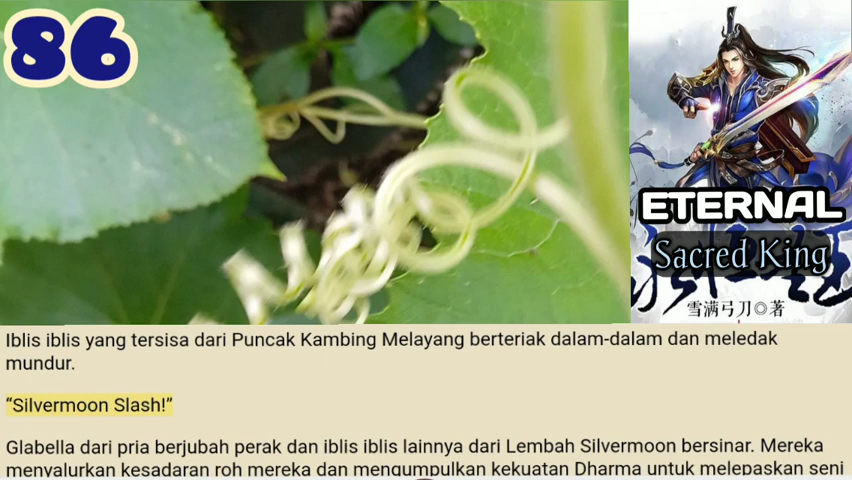 86
ETERNAL
Sacred King
雪满弓刀◎著
Iblis iblis yang tersisa dari Puncak Kambing Melayang berteriak dalam-dalam dan meledak
mundur.
“Silvermoon Slash!”
Glabella dari pria berjubah perak dan iblis iblis lainnya dari Lembah Silvermoon bersinar. Mereka
menyalurkan kesadaran roh mereka dan mengumpulkan kekuatan Dharma untuk melepaskan seni